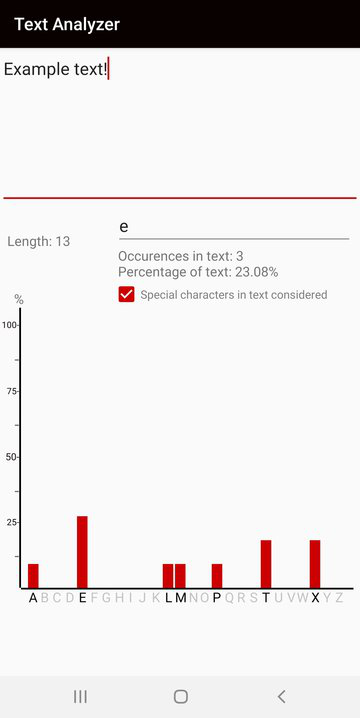 Text Analyzer
Example text!
e
Length: 13
Occurences in text: 3
Percentage of text: 23.08%
Special characters in text considered
%
100
75
50
25
A B C D E F G H I J K L M N O P Q R S T U V W X Y Z